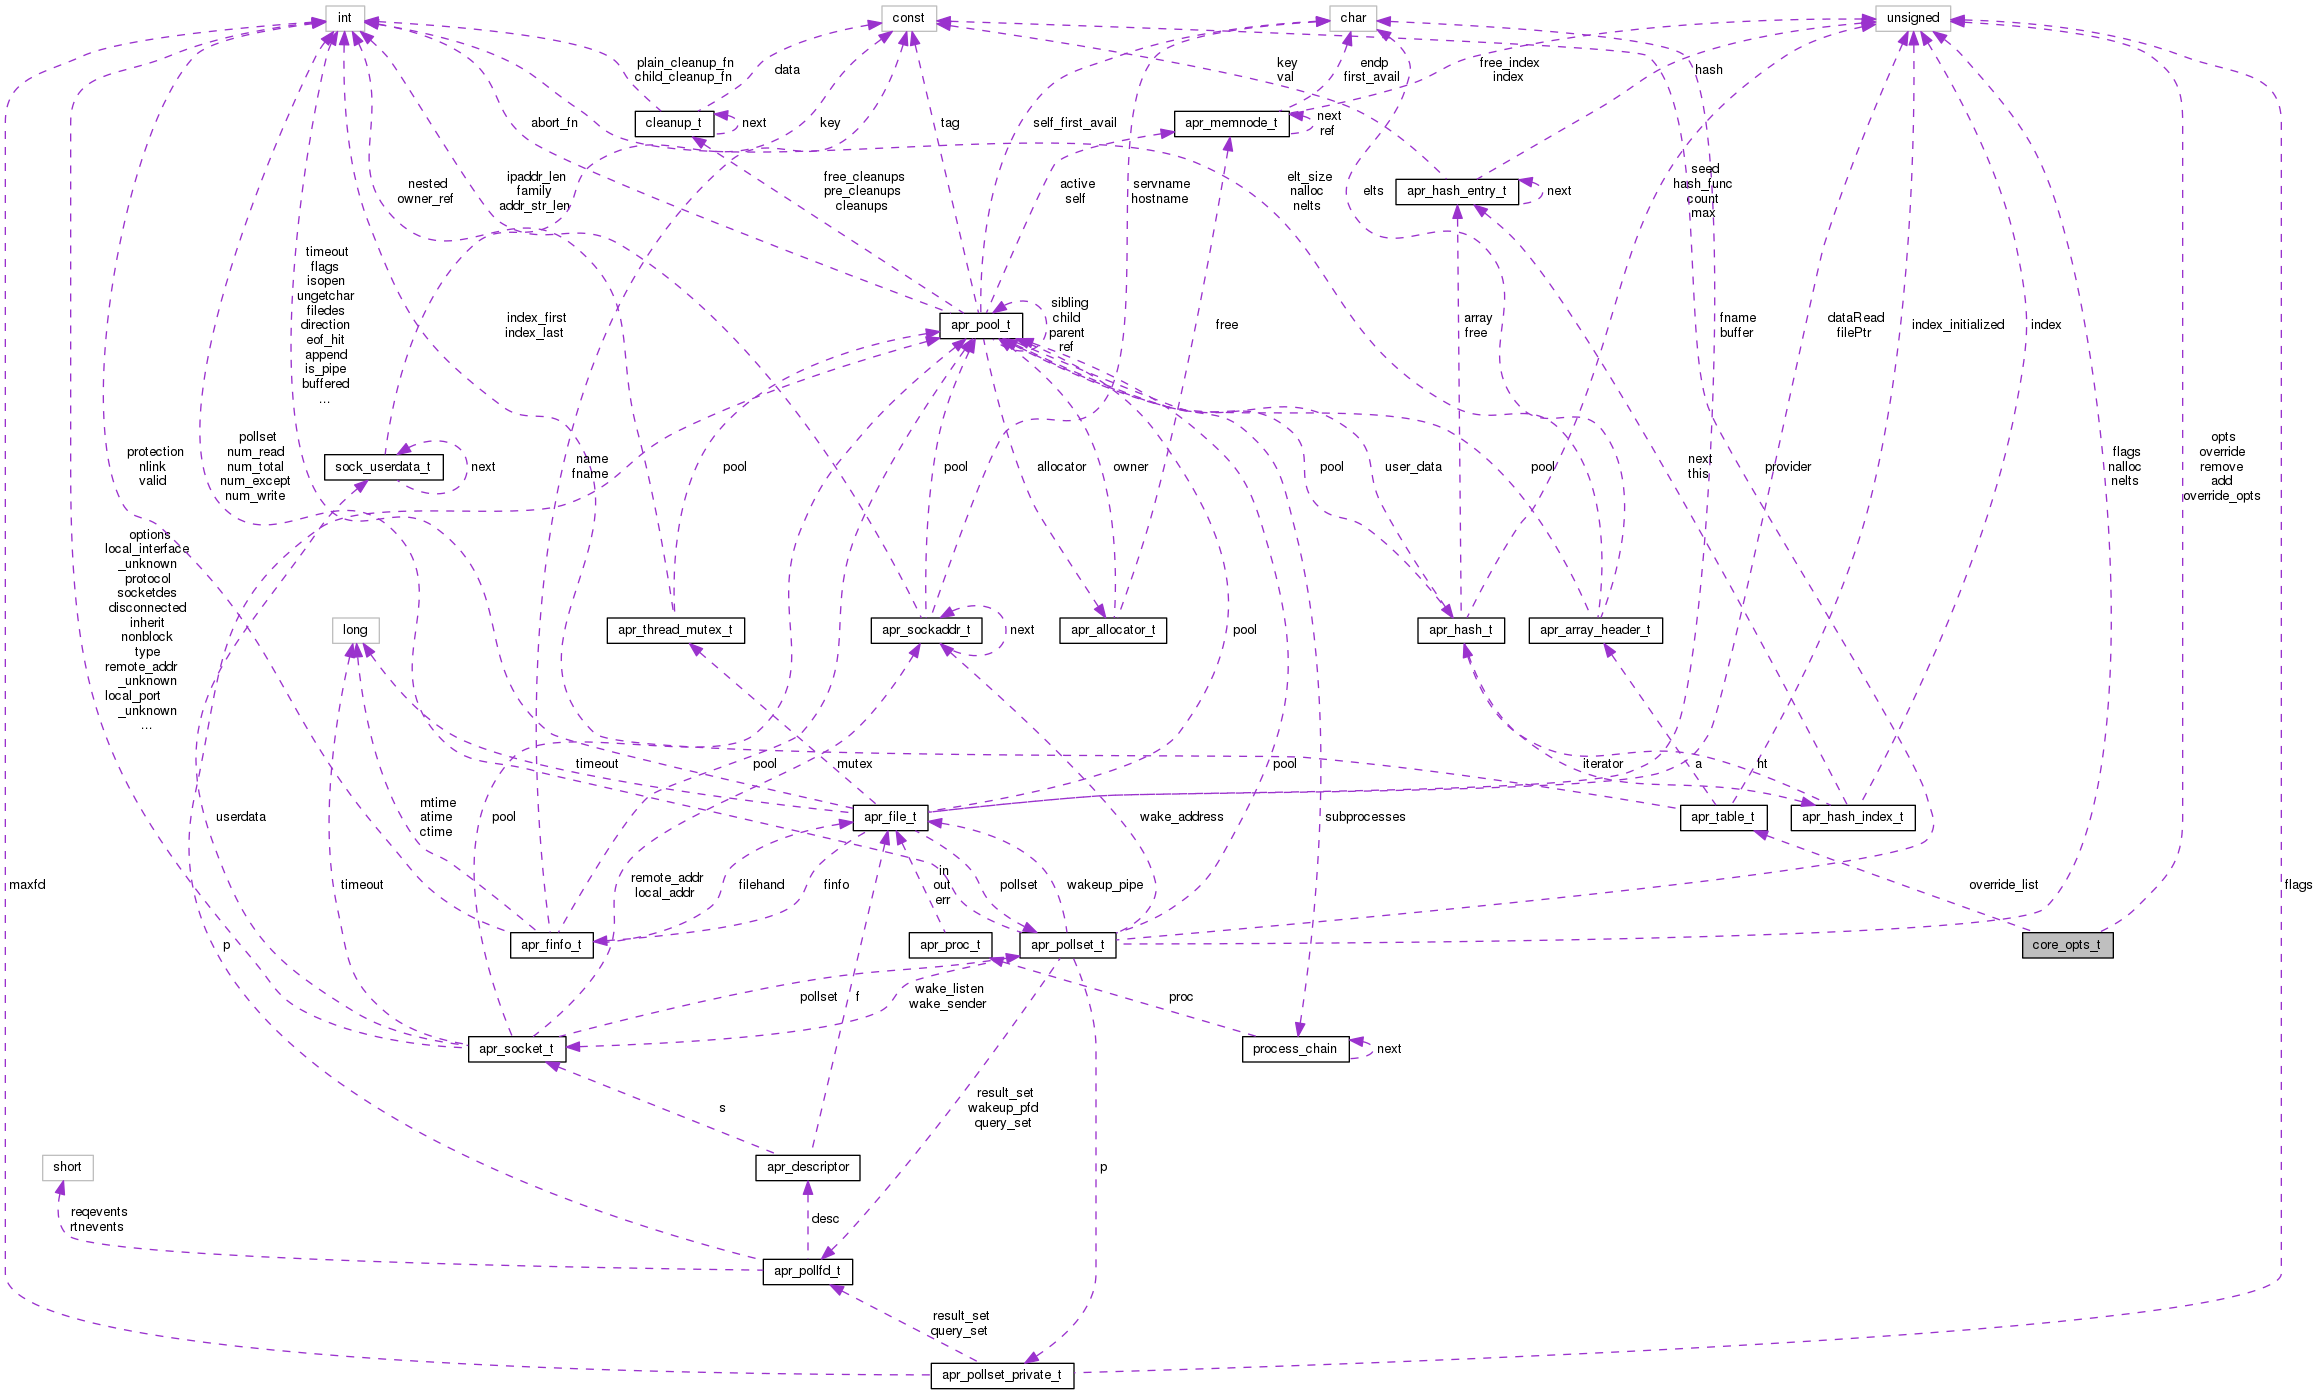 int
const
char
unsigned
plain_cleanup_fn
child_cleanup_fn
data
key
val
endp
first_avail
free_index
index
hash
cleanup_t
next
abort_fn
key
tag
self_first_avail
apr_memnode_t
next
ref
nested
owner_ref
ipaddr_len
family
addr_str_len
free_cleanups
pre_cleanups
cleanups
active
self
servname
hostname
elt_size
nalloc
nelts
elts
apr_hash_entry_t
next
seed
hash_func
count
max
timeout
flags
isopen
ungetchar
filedes
direction
eof_hit
append
is_pipe
buffered
...
index_first
index_last
apr_pool_t
sibling
child
parent
ref
free
array
free
fname
buffer
dataRead
filePtr
index_initialized
index
protection
nlink
valid
pollset
num_read
num_total
num_except
num_write
sock_userdata_t
next
name
fname
pool
pool
allocator
owner
pool
user_data
pool
next
this
provider
flags
nalloc
nelts
opts
override
remove
add
override_opts
options
local_interface
_unknown
protocol
socketdes
disconnected
inherit
nonblock
type
remote_addr
_unknown
local_port
_unknown
...
long
apr_thread_mutex_t
apr_sockaddr_t
next
apr_allocator_t
pool
apr_hash_t
apr_array_header_t
timeout
pool
mutex
pool
iterator
a
ht
mtime
atime
ctime
userdata
pool
apr_file_t
wake_address
subprocesses
apr_table_t
apr_hash_index_t
maxfd
timeout
remote_addr
local_addr
filehand
finfo
in
out
err
pollset
wakeup_pipe
override_list
flags
p
apr_finfo_t
apr_proc_t
apr_pollset_t
core_opts_t
pollset
f
wake_listen
wake_sender
proc
apr_socket_t
process_chain
next
s
result_set
wakeup_pfd
query_set
short
apr_descriptor
p
reqevents
rtnevents
desc
apr_pollfd_t
result_set
query_set
apr_pollset_private_t